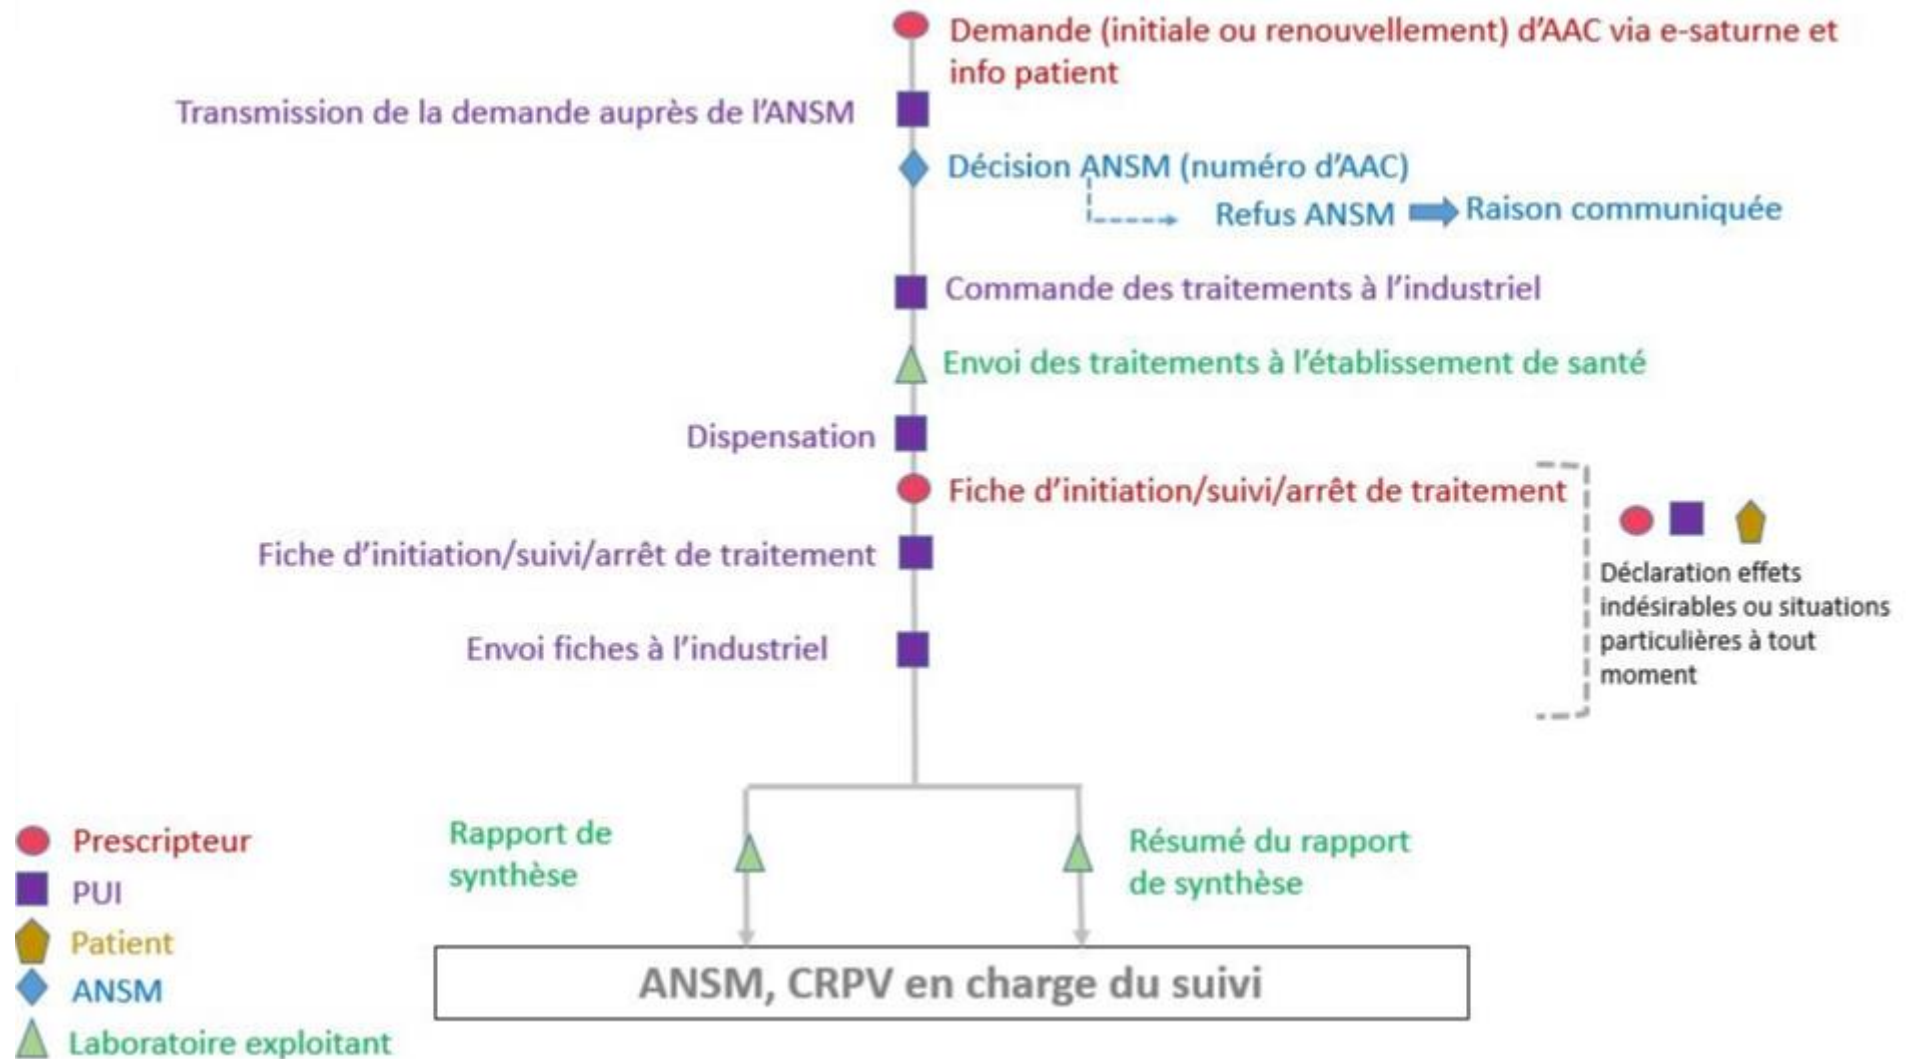 Demande (initiale ou renouvellement) d'AAC via e-saturne et
info patient
Transmission de la demande auprès de l'ANSM
Décision ANSM (numéro d'AAC)
Refus ANSM
Raison communiquée
Commande des traitements à l'industriel
Envoi des traitements à l'établissement de santé
Dispensation
Fiche d'initiation/suivi/arrêt de traitement
Fiche d'initiation/suivi/arrêt de traitement
Envoi fiches à l'industriel
Déclaration effets
indésirables ou situations
particulières à tout
moment
Rapport de
synthèse
Résumé du rapport
de synthèse
ANSM, CRPV en charge du suivi
Prescripteur
PUI
Patient
ANSM
Laboratoire exploitant